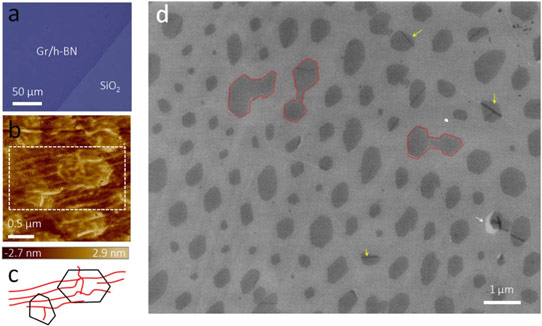 a
Gr/h-BN
SiO₂
50 µm
b
0.5 µm
-2.7 nm 2.9 nm
c
d
1 µm